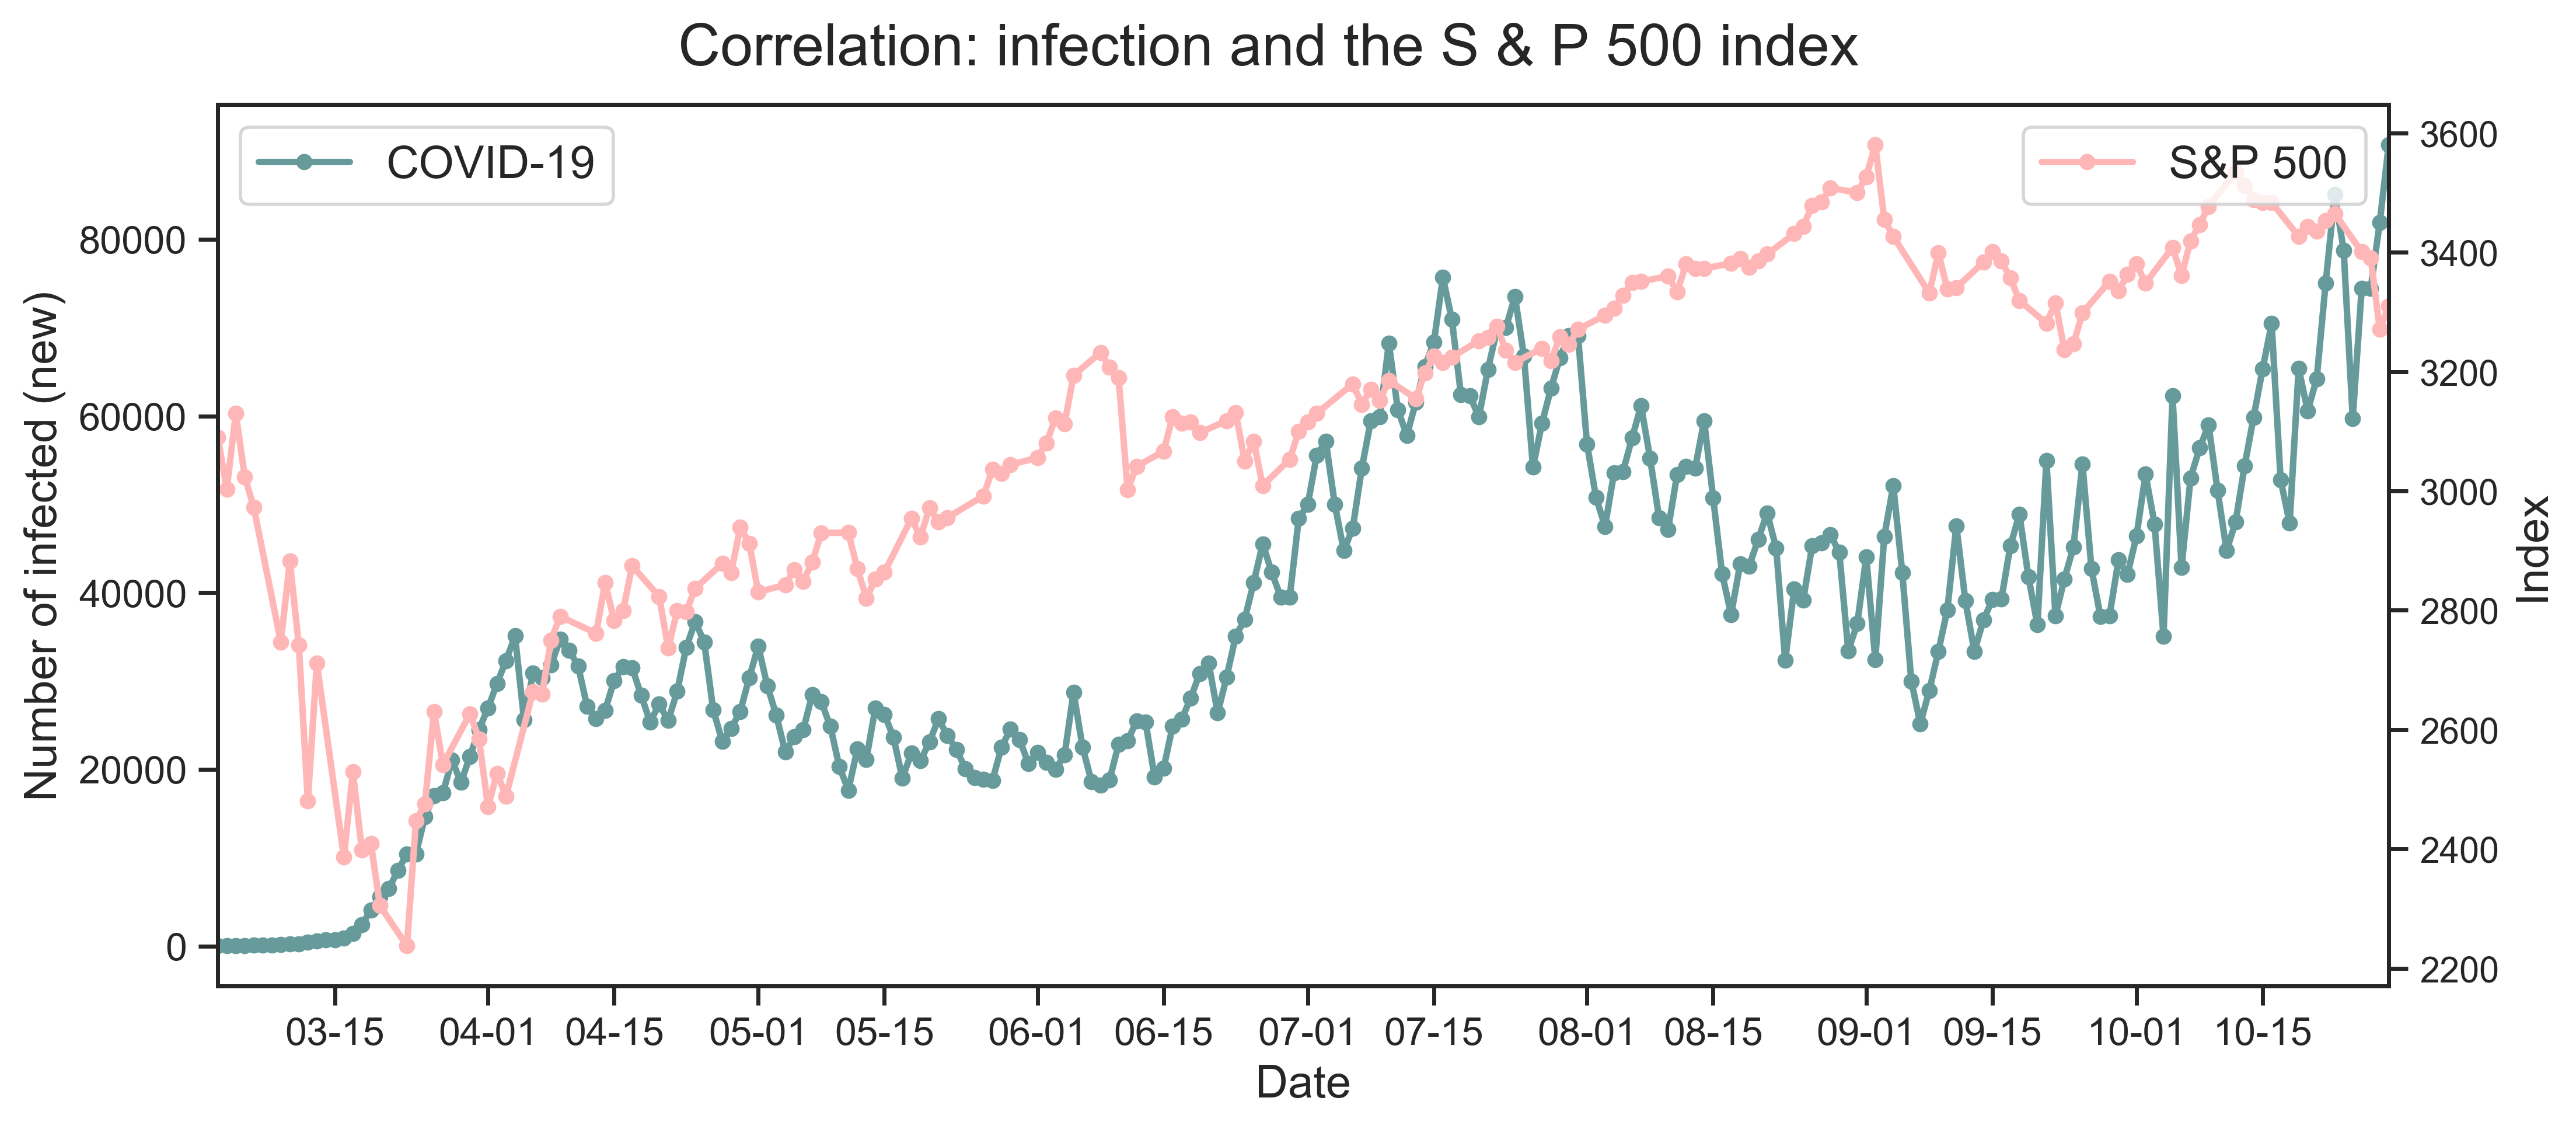 Correlation: infection and the S & P 500 index
COVID-19
S&P 500
Number of infected (new)
80000
60000
40000
20000
0
3600
3400
3200
3000
2800
2600
2400
2200
Index
03-15 04-01 04-15 05-01 05-15 06-01 06-15 07-01 07-15 08-01 08-15 09-01 09-15 10-01 10-15
Date